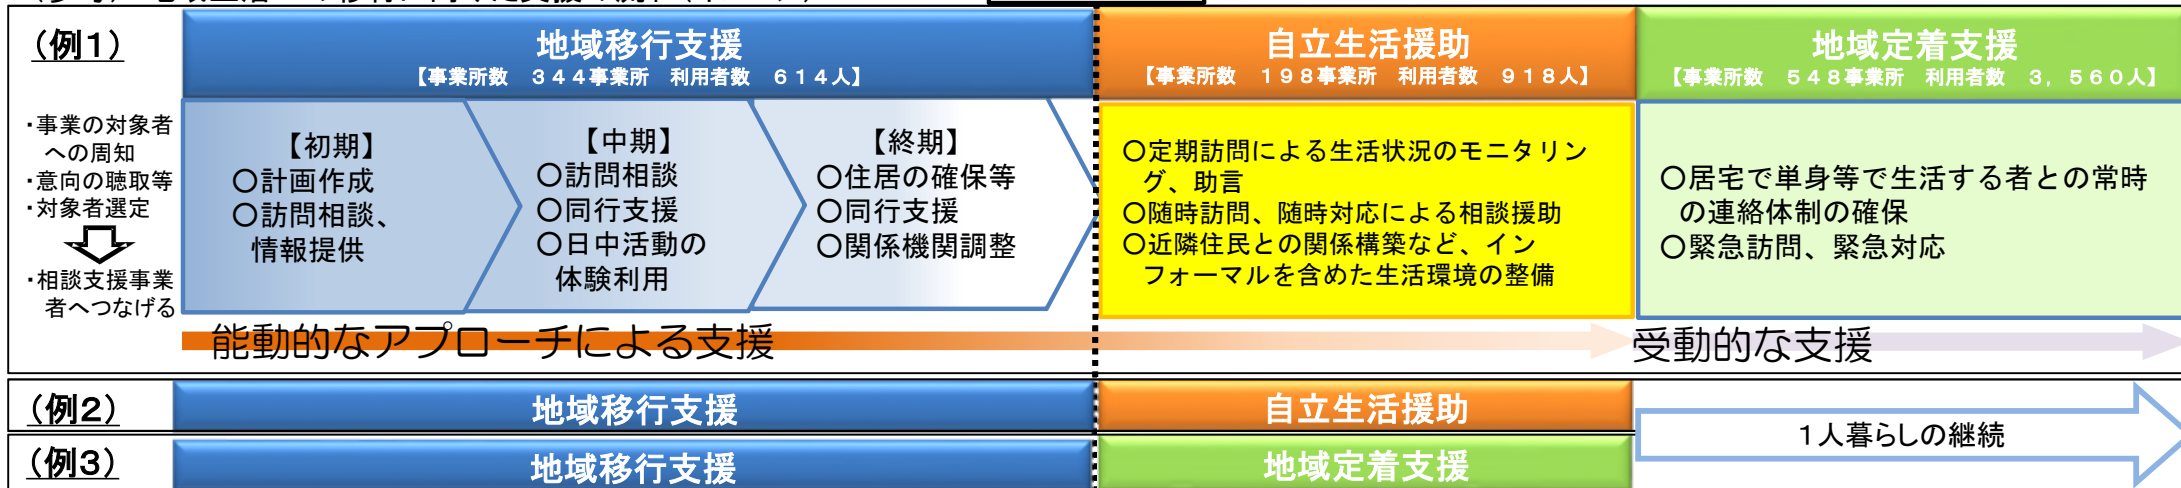 （例1）
地域移行支援
【事業所数　３４４事業所　利用者数　６１４人】
自立生活援助
【事業所数　１９８事業所　利用者数　９１８人】
地域定着支援
【事業所数　５４８事業所　利用者数　３，５６０人】
・事業の対象者
への周知
・意向の聴取等
・対象者選定
・相談支援事業
者へつなげる
【初期】
○計画作成
○訪問相談、
情報提供
【中期】
○訪問相談
○同行支援
○日中活動の
体験利用
【終期】
○住居の確保等
○同行支援
○関係機関調整
○定期訪問による生活状況のモニタリン
グ、助言
○随時訪問、随時対応による相談援助
○近隣住民との関係構築など、イン
フォーマルを含めた生活環境の整備
○居宅で単身等で生活する者との常時
の連絡体制の確保
○緊急訪問、緊急対応
能動的なアプローチによる支援
受動的な支援
（例2）
地域移行支援
自立生活援助
1人暮らしの継続
（例3）
地域移行支援
地域定着支援